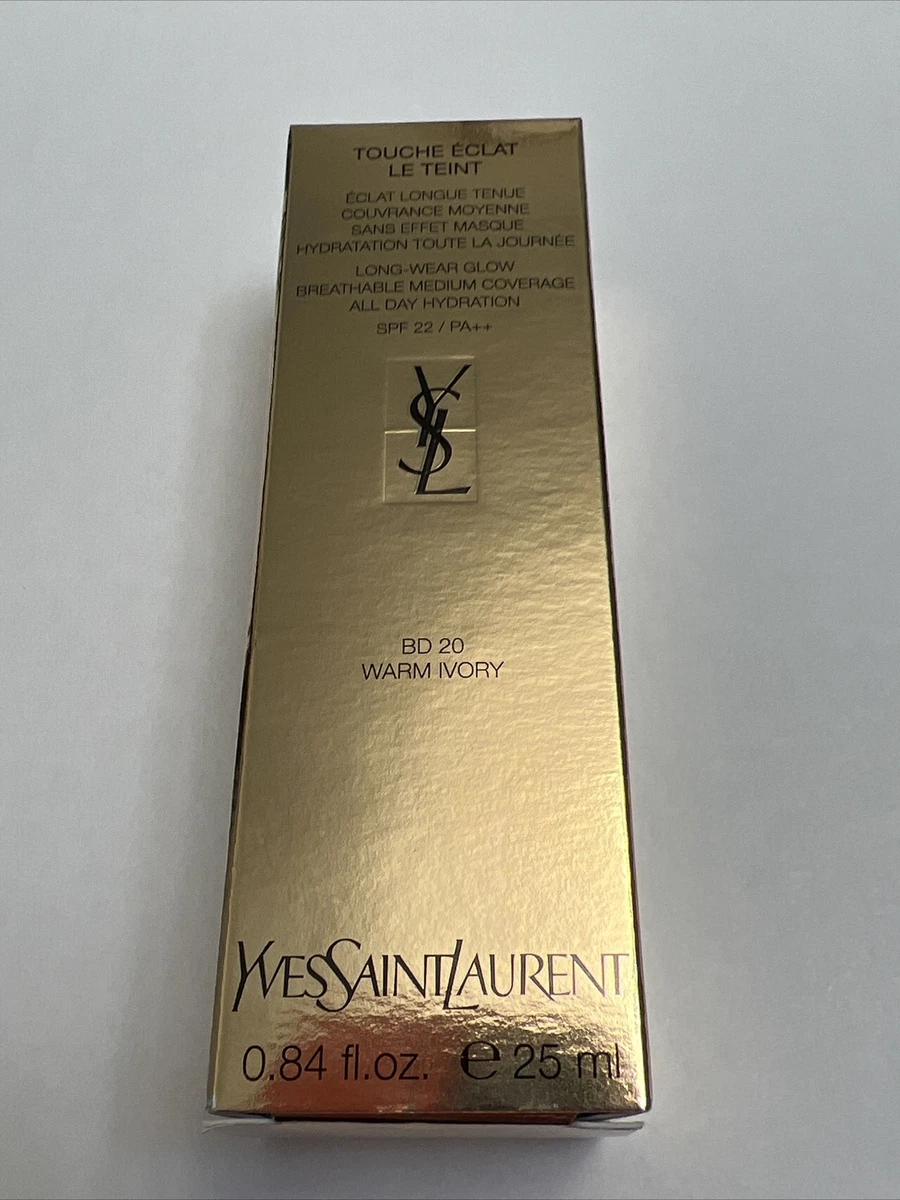 TOUCHE ÉCLAT
LE TEINT
ÉCLAT LONGUE TENUE
COUVRANCE MOYENNE
SANS EFFET MASQUE
HYDRATATION TOUTE LA JOURNÉE
LONG-WEAR GLOW
BREATHABLE MEDIUM COVERAGE
ALL DAY HYDRATION
SPF 22 / PA++
YSL
BD 20
WARM IVORY
YVESSAINTLAURENT
0.84 fl.oz. ℮ 25 ml